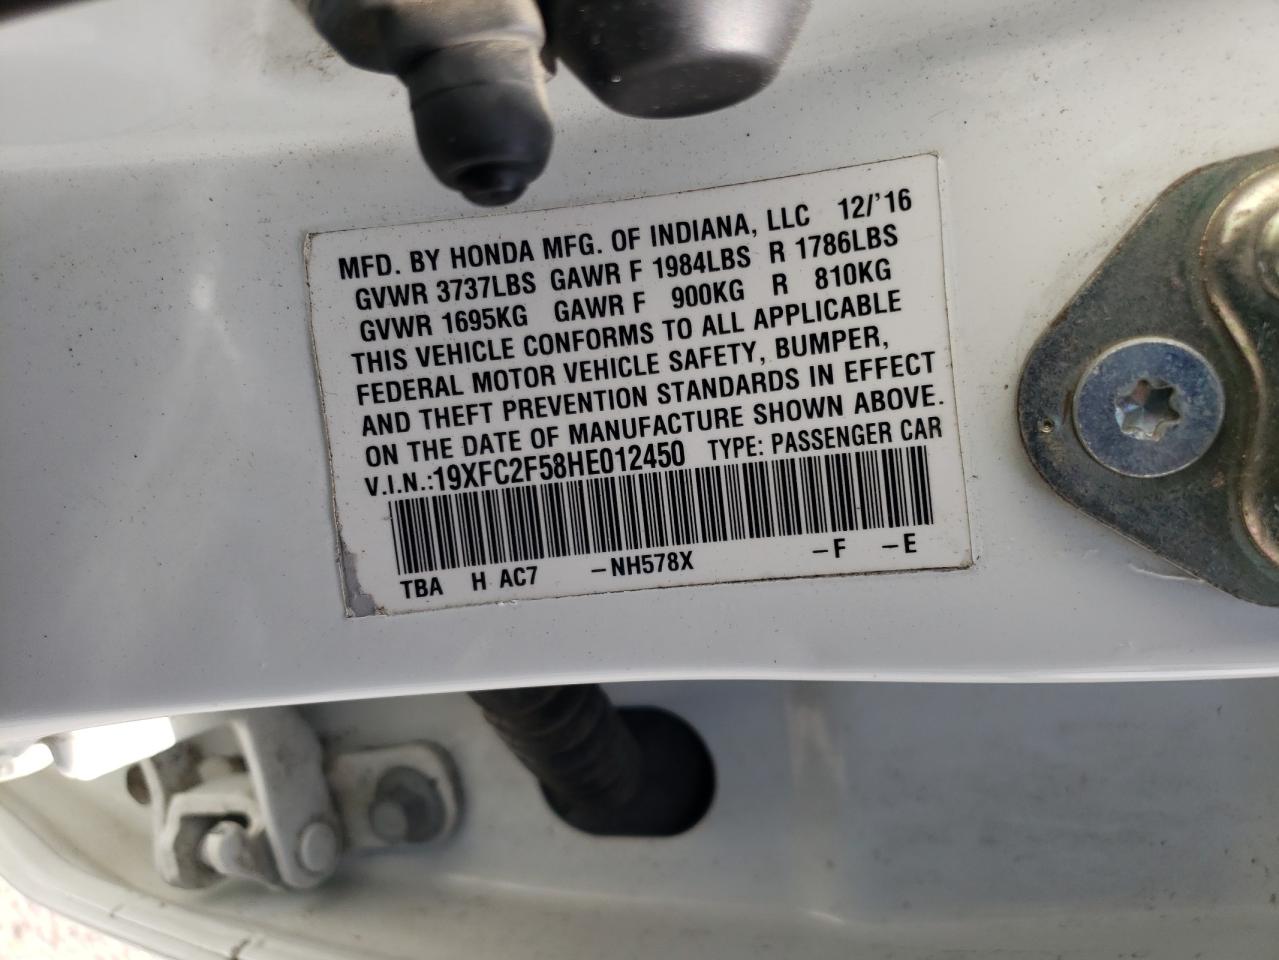 MFD. BY HONDA MFG. OF INDIANA, LLC 12/'16
GVWR 3737LBS GAWR F 1984LBS R 1786LBS
GVWR 1695KG GAWR F 900KG R 810KG
THIS VEHICLE CONFORMS TO ALL APPLICABLE
FEDERAL MOTOR VEHICLE SAFETY, BUMPER,
AND THEFT PREVENTION STANDARDS IN EFFECT
ON THE DATE OF MANUFACTURE SHOWN ABOVE.
V.I.N.:19XFC2F58HE012450 TYPE: PASSENGER CAR
TBA H AC7 –NH578X –F –E